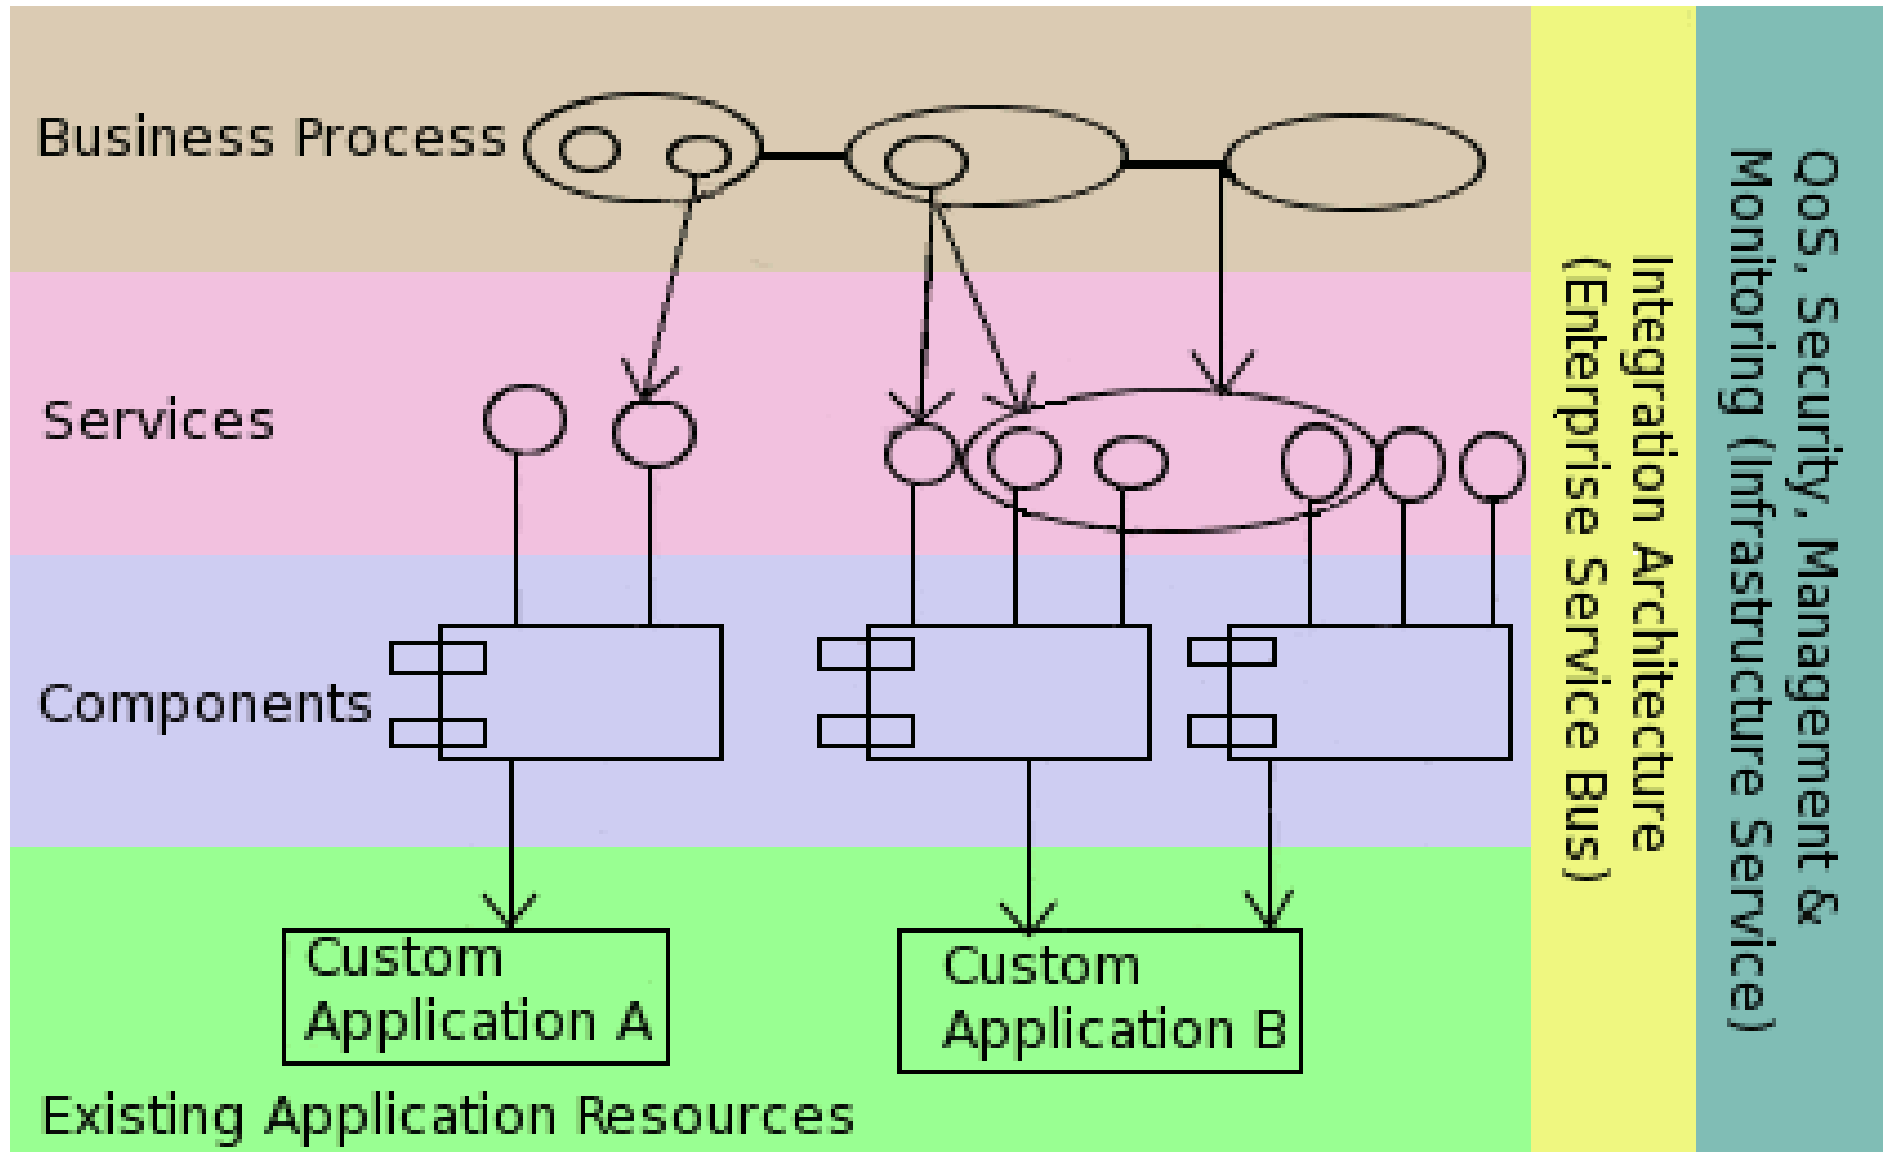 Business Process
Services
Components
Custom
Application A
Custom
Application B
Existing Application Resources
Integration Architecture
(Enterprise Service Bus)
QoS, Security, Management &
Monitoring (Infrastructure Service)